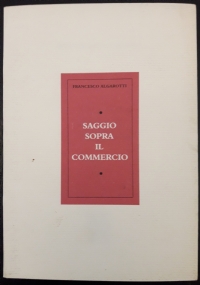 FRANCESCO ALGAROTTI
SAGGIO
SOPRA
IL
COMMERCIO